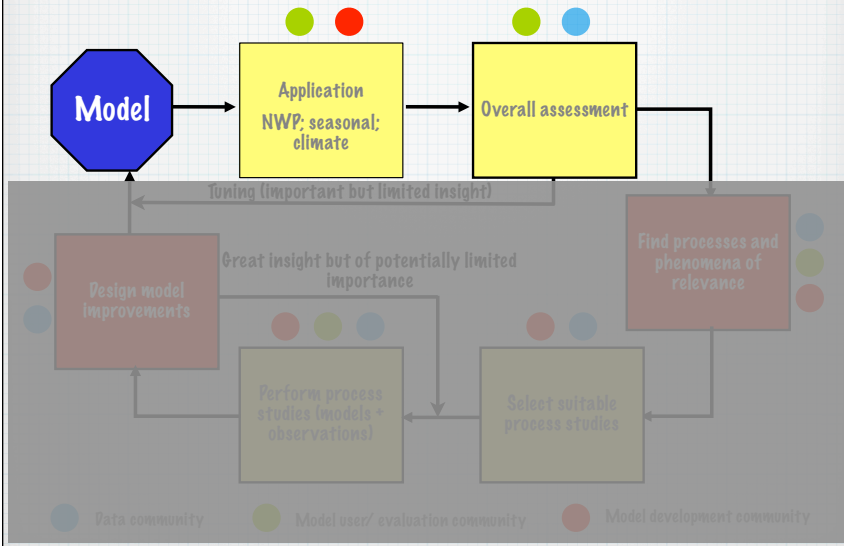 Model
Application
NWP; seasonal;
climate
Overall assessment
Tuning (important but limited insight)
Find processes and
phenomena of
relevance
Great insight but of potentially limited
importance
Design model
improvements
Perform process
studies (models +
observations)
Select suitable
process studies
Data community
Model user/ evaluation community
Model development community